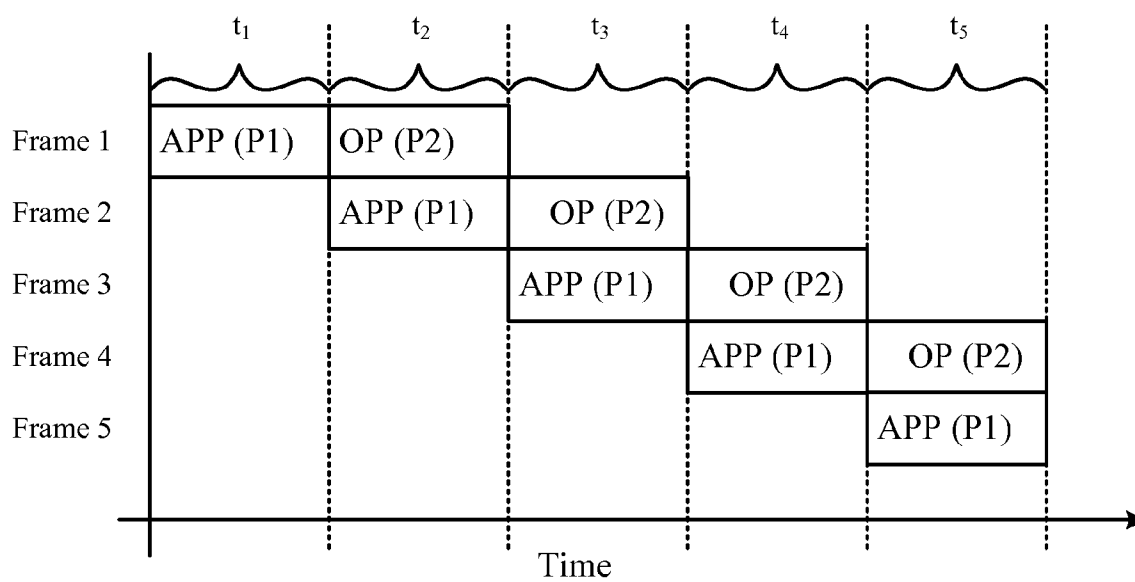 t₁ t₂ t₃ t₄ t₅
Frame 1 APP (P1) OP (P2)
Frame 2 APP (P1) OP (P2)
Frame 3 APP (P1) OP (P2)
Frame 4 APP (P1) OP (P2)
Frame 5 APP (P1)
Time